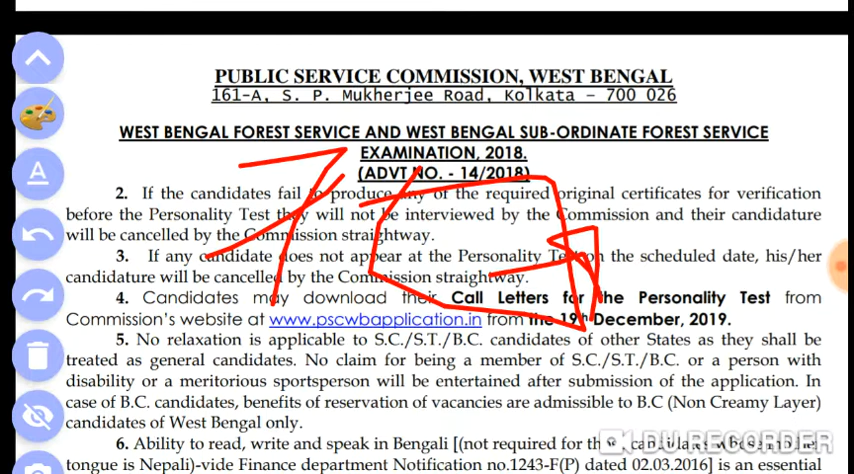 PUBLIC SERVICE COMMISSION, WEST BENGAL
161-A, S. P. Mukherjee Road, Kolkata – 700 026
WEST BENGAL FOREST SERVICE AND WEST BENGAL SUB-ORDINATE FOREST SERVICE
EXAMINATION, 2018.
(ADVT NO. - 14/2018)
2. If the candidates fail to produce any of the required original certificates for verification
before the Personality Test they will not be interviewed by the Commission and their candidature
will be cancelled by the Commission straightway.
3. If any candidate does not appear at the Personality Test on the scheduled date, his/her
candidature will be cancelled by the Commission straightway.
4. Candidates may download their Call Letters for the Personality Test from
Commission's website at www.pscwbapplication.in from the 19th December, 2019.
5. No relaxation is applicable to S.C./S.T./B.C. candidates of other States as they shall be
treated as general candidates. No claim for being a member of S.C./S.T./B.C. or a person with
disability or a meritorious sportsperson will be entertained after submission of the application. In
case of B.C. candidates, benefits of reservation of vacancies are admissible to B.C (Non Creamy Layer)
candidates of West Bengal only.
6. Ability to read, write and speak in Bengali [(not required for those candidates whose mother
tongue is Nepali)-vide Finance department Notification no.1243-F(P) dated 02.03.2016] is an essential
DU RECORDER
A